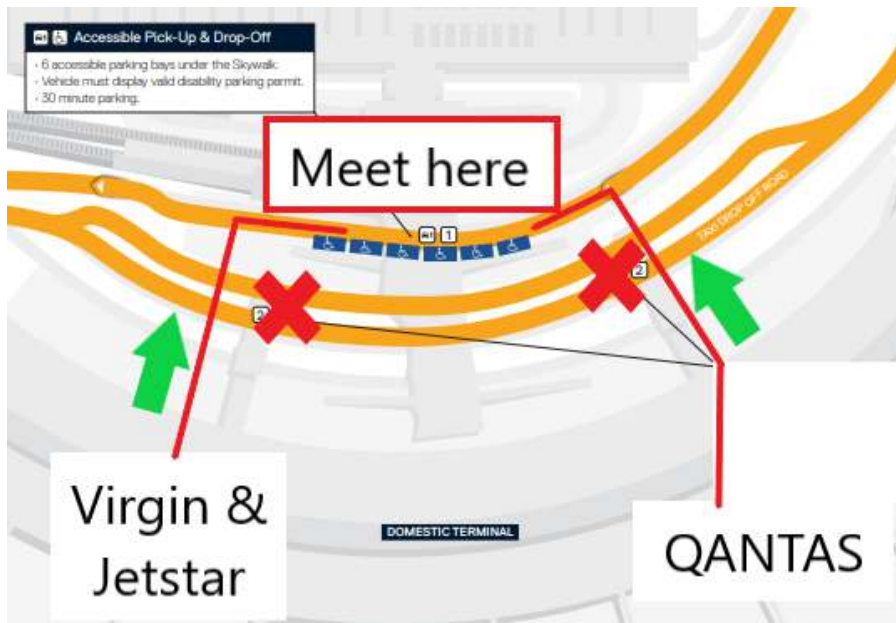 Accessible Pick-Up & Drop-Off
• 6 accessible parking bays under the Skywalk.
• Vehicle must display valid disability parking permit.
• 30 minute parking.
Meet here
1
TAXI DROP OFF ROAD
2
2
Virgin &
Jetstar
DOMESTIC TERMINAL
QANTAS